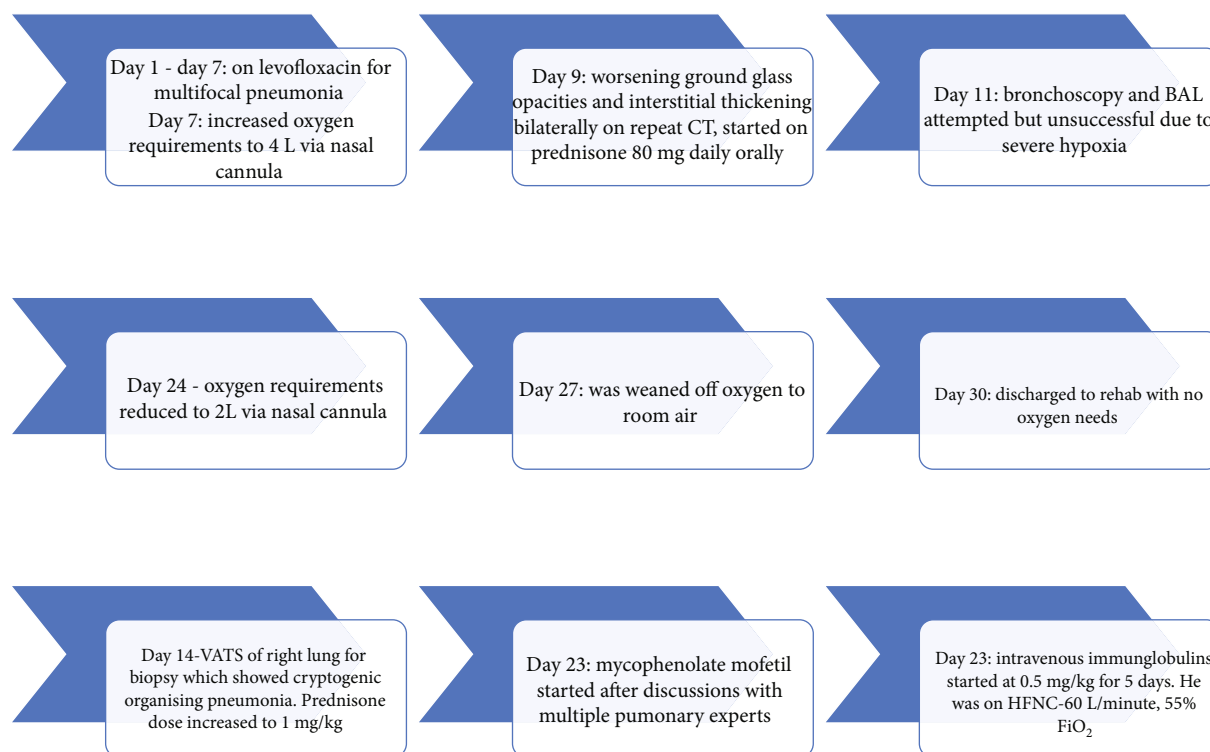 Day 1 - day 7: on levofloxacin for
multifocal pneumonia
Day 7: increased oxygen
requirements to 4 L via nasal
cannula
Day 9: worsening ground glass
opacities and interstitial thickening
bilaterally on repeat CT, started on
prednisone 80 mg daily orally
Day 11: bronchoscopy and BAL
attempted but unsuccessful due to
severe hypoxia
Day 24 - oxygen requirements
reduced to 2L via nasal cannula
Day 27: was weaned off oxygen to
room air
Day 30: discharged to rehab with no
oxygen needs
Day 14-VATS of right lung for
biopsy which showed cryptogenic
organising pneumonia. Prednisone
dose increased to 1 mg/kg
Day 23: mycophenolate mofetil
started after discussions with
multiple pumonary experts
Day 23: intravenous immunglobulins
started at 0.5 mg/kg for 5 days. He
was on HFNC-60 L/minute, 55%
FiO₂